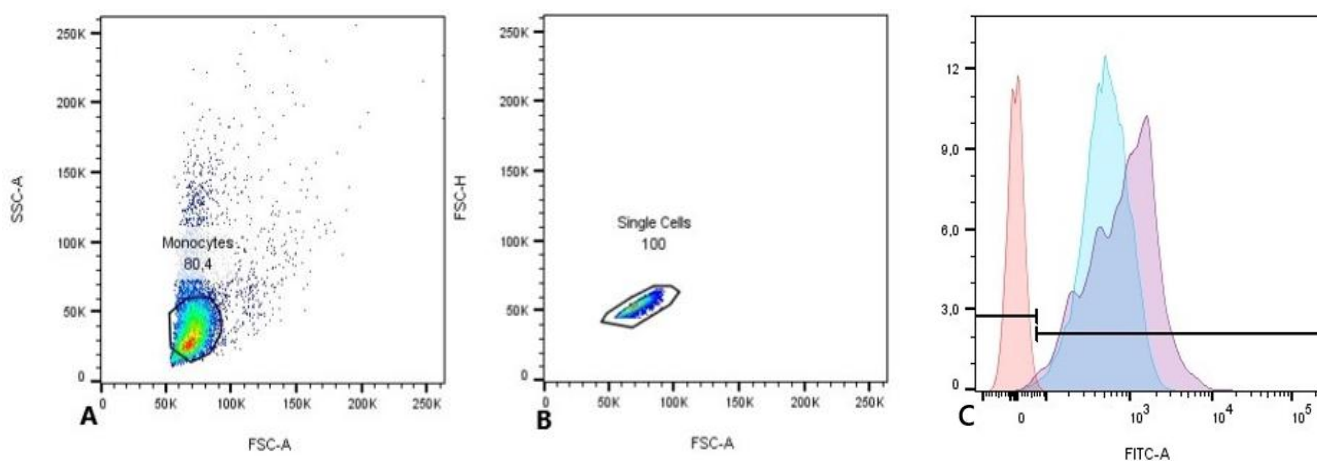 250K
200K
150K
100K
50K
0
SSC-A
Monocytes
80,4
0 50K 100K 150K 200K 250K
A
FSC-A
250K
200K
150K
100K
50K
0
FSC-H
Single Cells
100
0 50K 100K 150K 200K 250K
B
FSC-A
12
9,0
6,0
3,0
0
0 10³ 10⁴ 10⁵
C
FITC-A